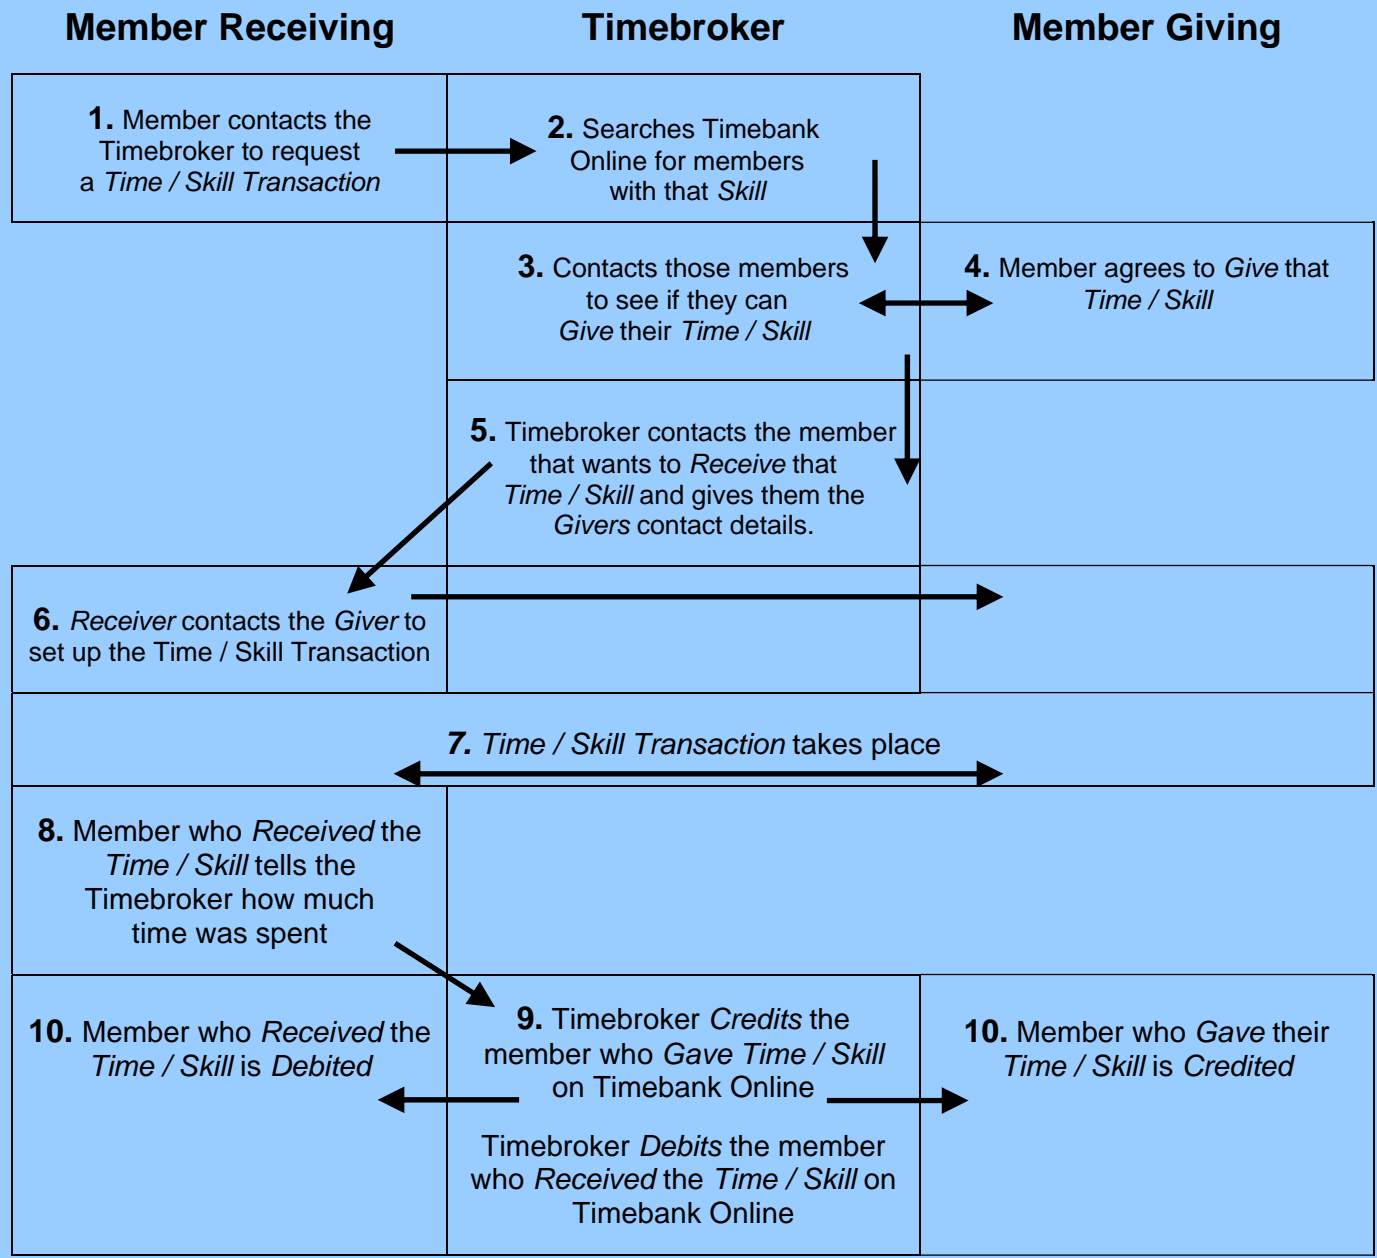 Member Receiving
Timebroker
Member Giving
1. Member contacts the
Timebroker to request
a Time / Skill Transaction
2. Searches Timebank
Online for members
with that Skill
3. Contacts those members
to see if they can
Give their Time / Skill
4. Member agrees to Give that
Time / Skill
5. Timebroker contacts the member
that wants to Receive that
Time / Skill and gives them the
Givers contact details.
6. Receiver contacts the Giver to
set up the Time / Skill Transaction
7. Time / Skill Transaction takes place
8. Member who Received the
Time / Skill tells the
Timebroker how much
time was spent
9. Timebroker Credits the
member who Gave Time / Skill
on Timebank Online
Timebroker Debits the member
who Received the Time / Skill on
Timebank Online
10. Member who Received the
Time / Skill is Debited
10. Member who Gave their
Time / Skill is Credited